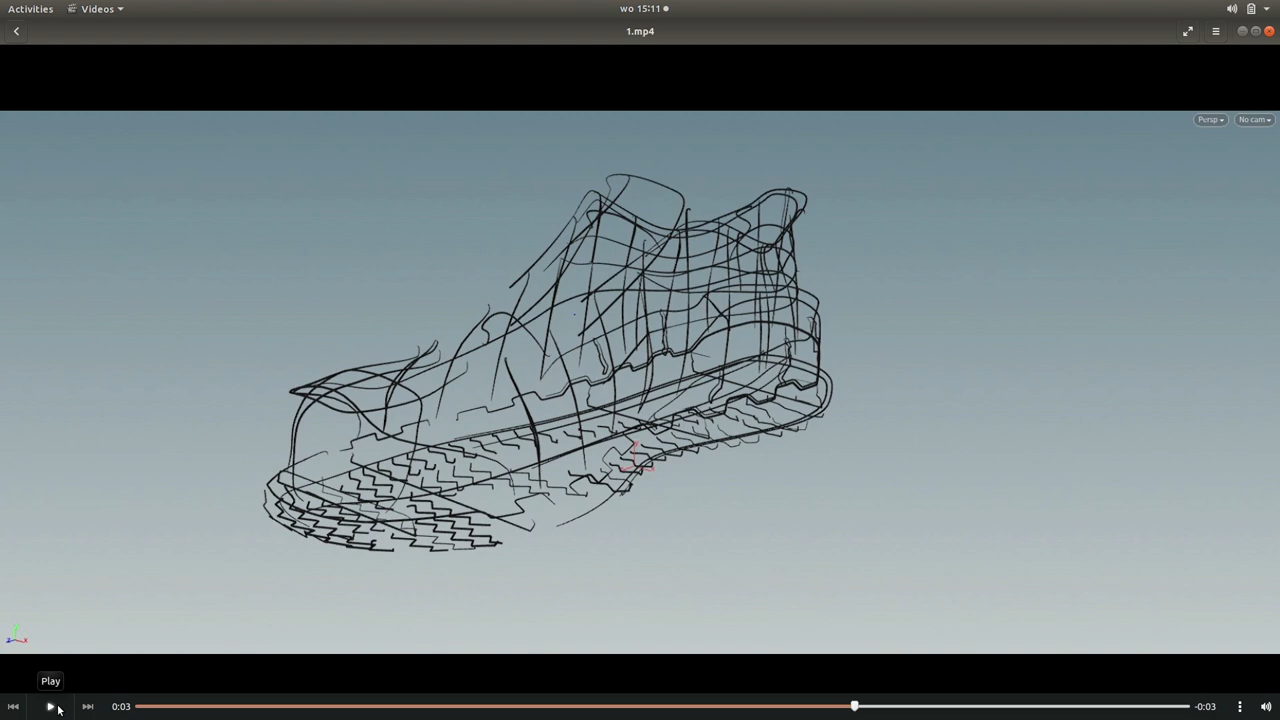 Activities Videos wo 15:11
1.mp4
Persp No cam
y
z x
Play
0:03 -0:03